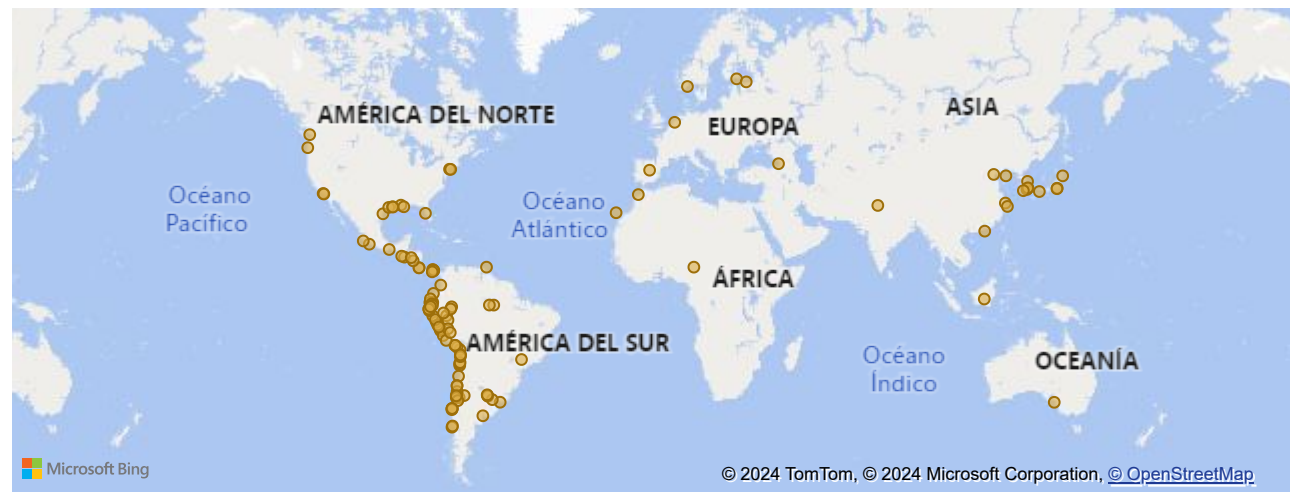 AMÉRICA DEL NORTE
ASIA
EUROPA
Océano
Pacífico
Océano
Atlántico
ÁFRICA
AMÉRICA DEL SUR
Océano
Índico
OCEANÍA
Microsoft Bing
© 2024 TomTom, © 2024 Microsoft Corporation, © OpenStreetMap